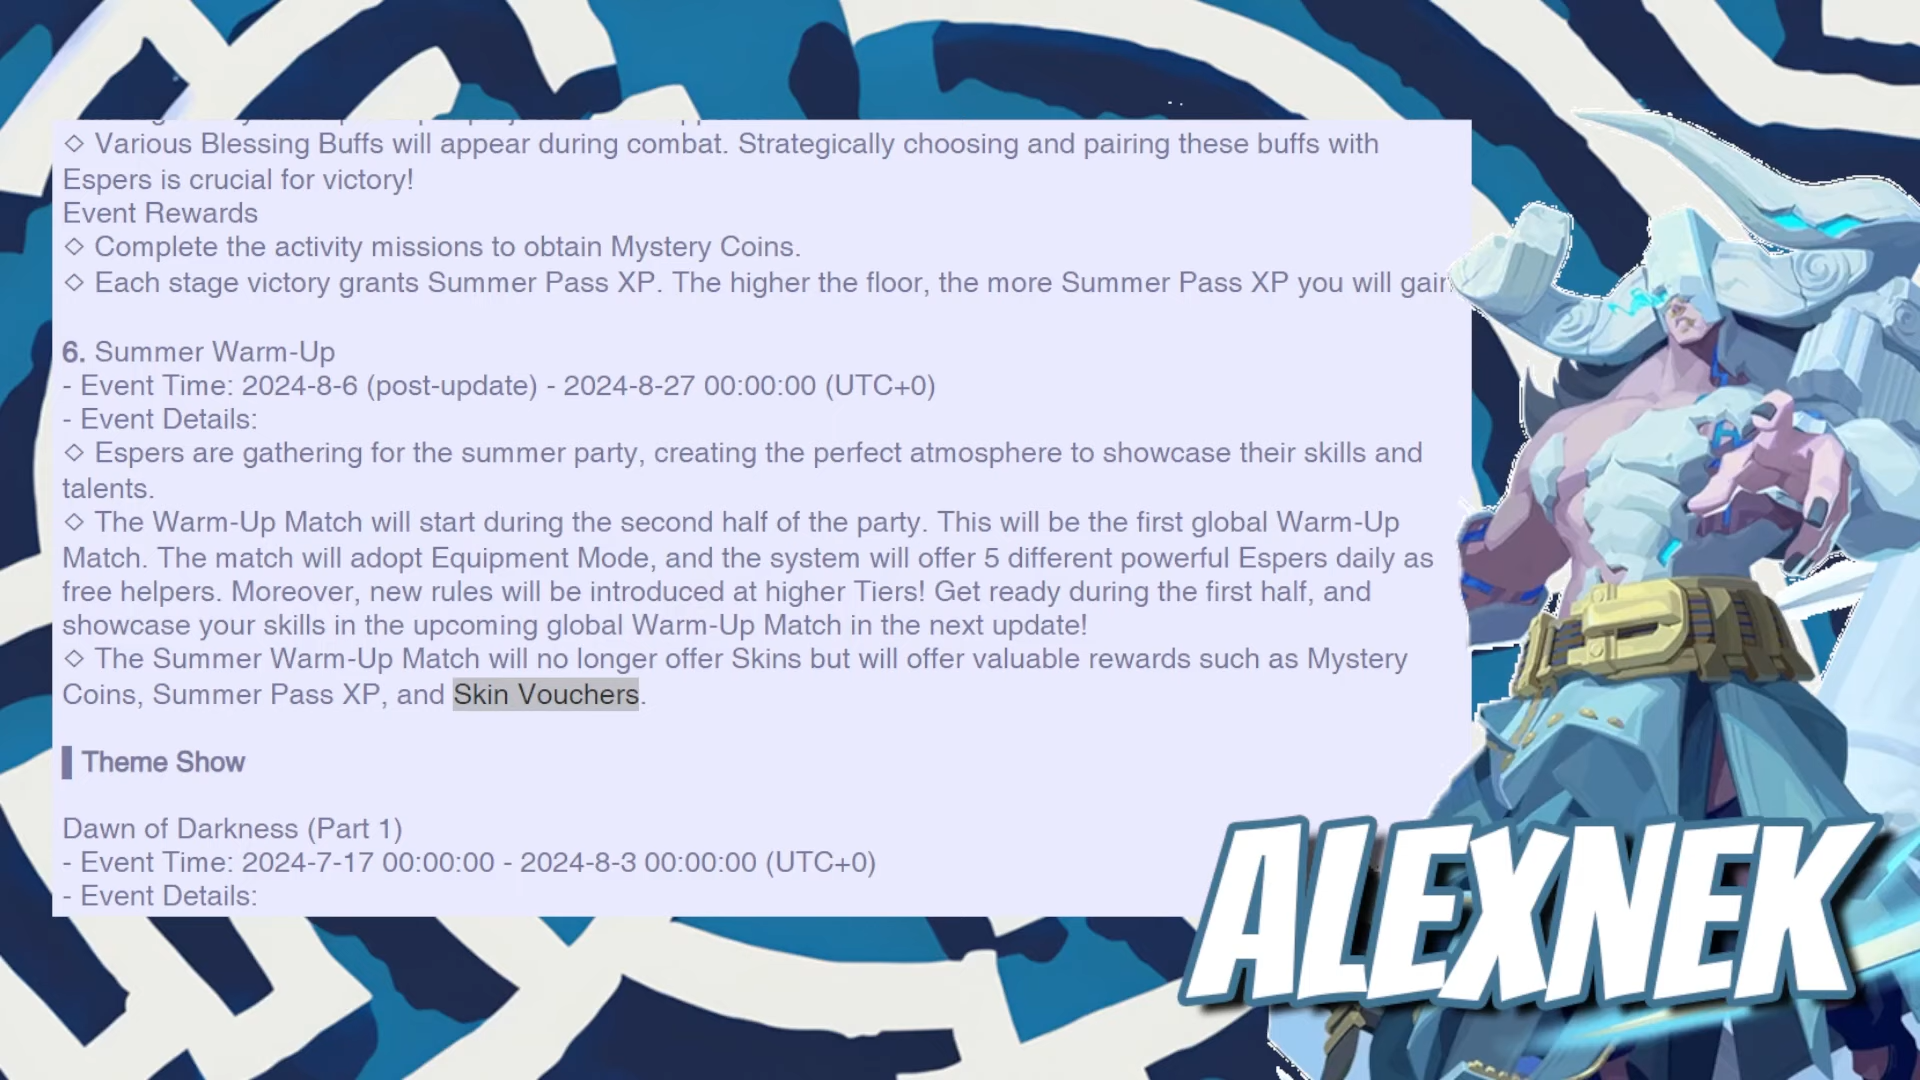 ◇ Various Blessing Buffs will appear during combat. Strategically choosing and pairing these buffs with
Espers is crucial for victory!
Event Rewards
◇ Complete the activity missions to obtain Mystery Coins.
◇ Each stage victory grants Summer Pass XP. The higher the floor, the more Summer Pass XP you will gain
6. Summer Warm-Up
- Event Time: 2024-8-6 (post-update) - 2024-8-27 00:00:00 (UTC+0)
- Event Details:
◇ Espers are gathering for the summer party, creating the perfect atmosphere to showcase their skills and
talents.
◇ The Warm-Up Match will start during the second half of the party. This will be the first global Warm-Up
Match. The match will adopt Equipment Mode, and the system will offer 5 different powerful Espers daily as
free helpers. Moreover, new rules will be introduced at higher Tiers! Get ready during the first half, and
showcase your skills in the upcoming global Warm-Up Match in the next update!
◇ The Summer Warm-Up Match will no longer offer Skins but will offer valuable rewards such as Mystery
Coins, Summer Pass XP, and Skin Vouchers.
Theme Show
Dawn of Darkness (Part 1)
- Event Time: 2024-7-17 00:00:00 - 2024-8-3 00:00:00 (UTC+0)
- Event Details:
ALEXNEK